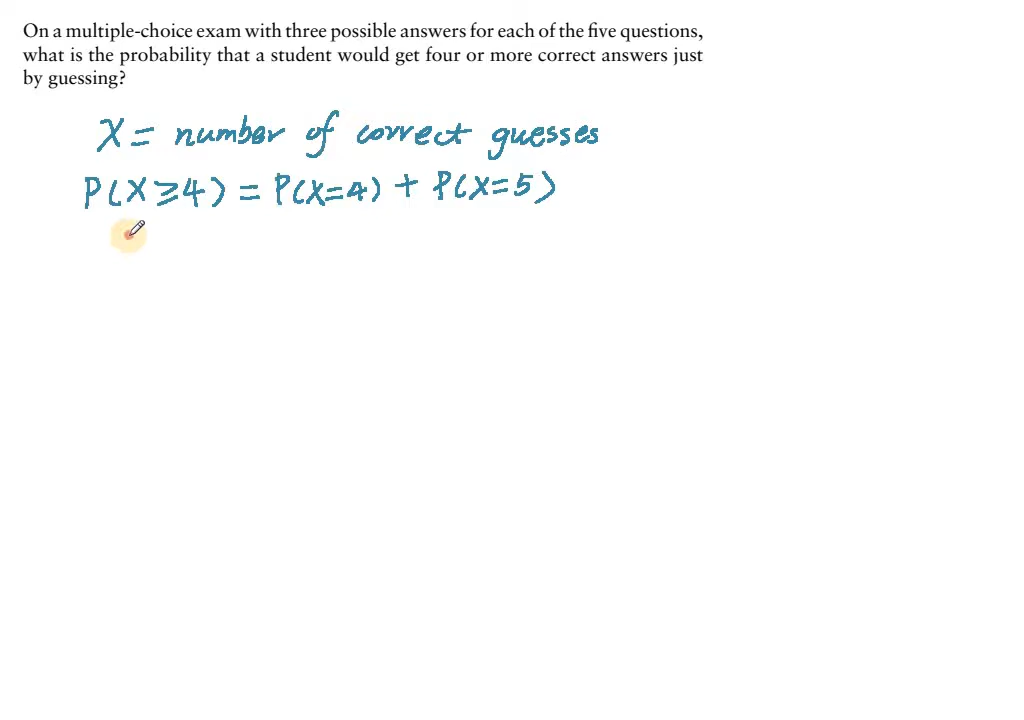 On a multiple-choice exam with three possible answers for each of the five questions,
what is the probability that a student would get four or more correct answers just
by guessing?
X = number of correct guesses
P(X≥4) = P(X=4) + P(X=5)